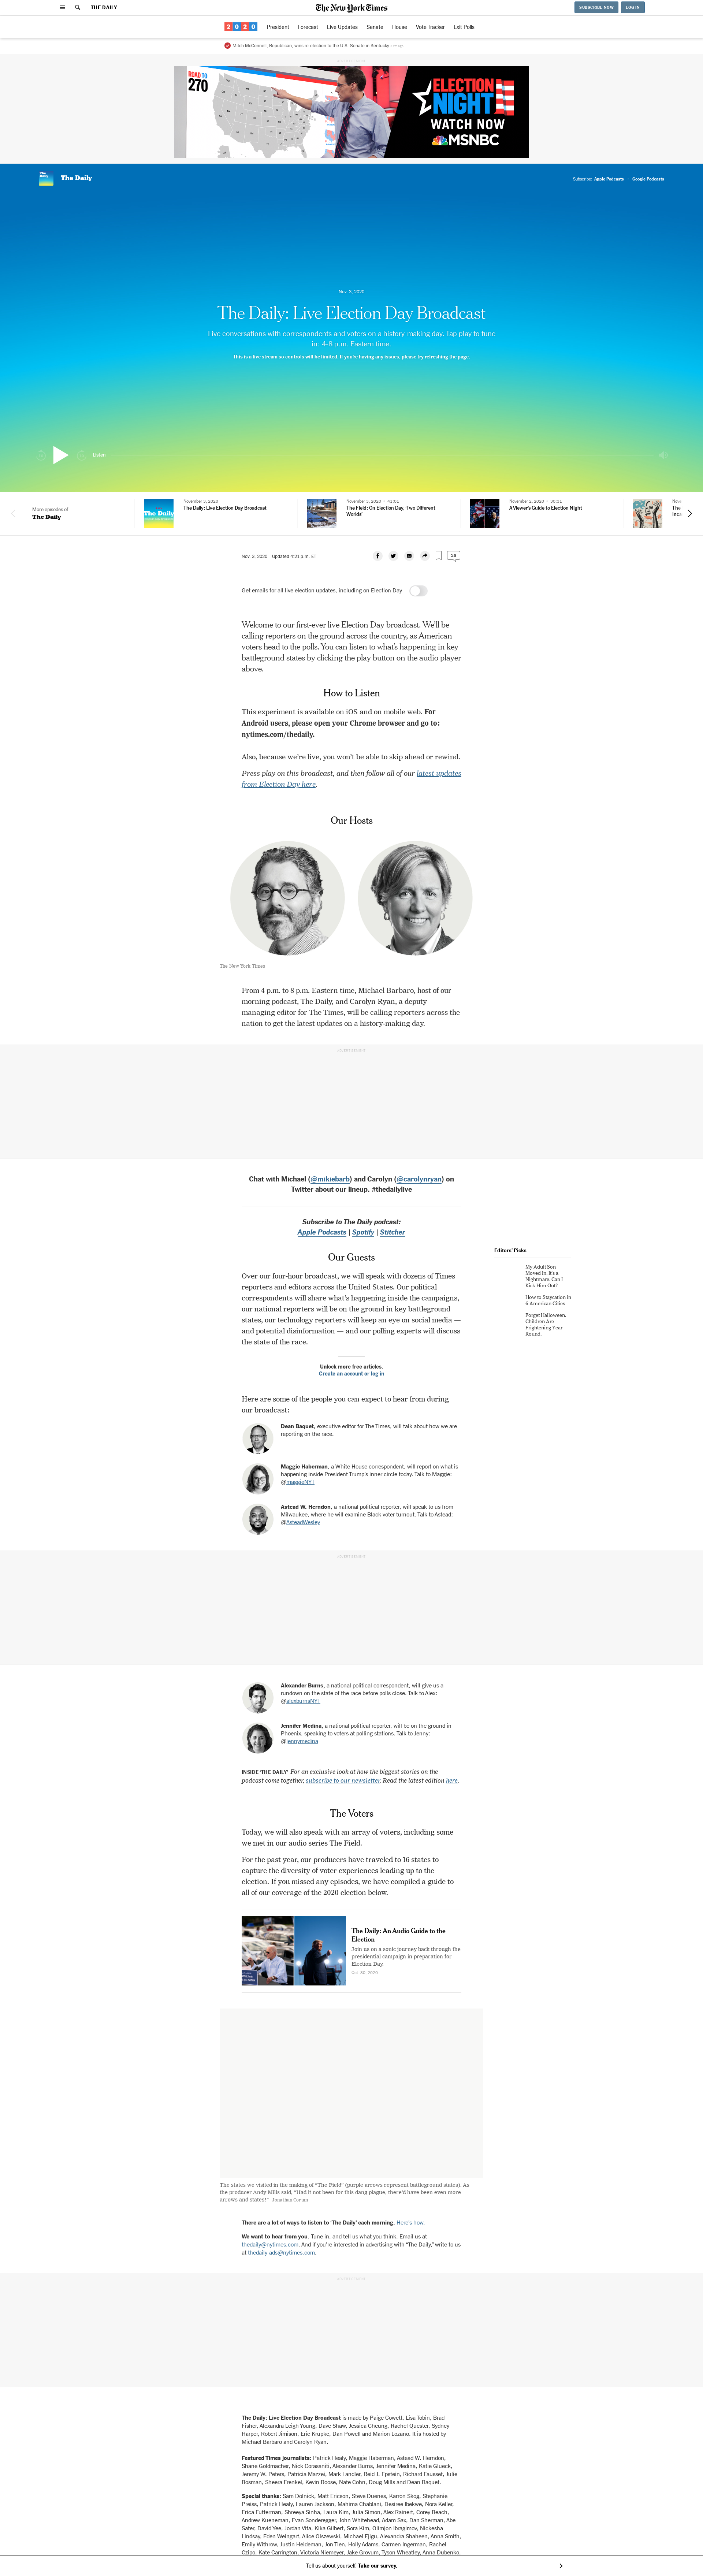 THE DAILY
The New York Times
SUBSCRIBE NOW
LOG IN
2020
President
Forecast
Live Updates
Senate
House
Vote Tracker
Exit Polls
Mitch McConnell, Republican, wins re-election to the U.S. Senate in Kentucky
ROAD TO
270
ELECTION
NIGHT
WATCH NOW
MSNBC
The Daily
Subscribe:
Apple Podcasts
Google Podcasts
Nov. 3, 2020
The Daily: Live Election Day Broadcast
Live conversations with correspondents and voters on a history-making day. Tap play to tune
in: 4-8 p.m. Eastern time.
This is a live stream so controls will be limited. If you're having any issues, please try refreshing the page.
Listen
More episodes of
The Daily
November 3, 2020
The Daily: Live Election Day Broadcast
November 3, 2020
The Field: On Election Day, 'Two Different
Worlds'
November 2, 2020
A Viewer's Guide to Election Night
Nov. 3, 2020 Updated 4:21 p.m. ET
26
Get emails for all live election updates, including on Election Day
Welcome to our first-ever live Election Day broadcast. We'll be
calling reporters on the ground across the country, as American
voters head to the polls. You can listen to what's happening in key
battleground states by clicking the play button on the audio player
above.
How to Listen
This experiment is available on iOS and on mobile web. For
Android users, please open your Chrome browser and go to:
nytimes.com/thedaily.
Also, because we're live, you won't be able to skip ahead or rewind.
Press play on this broadcast, and then follow all of our latest updates
from Election Day here.
Our Hosts
The New York Times
From 4 p.m. to 8 p.m. Eastern time, Michael Barbaro, host of our
morning podcast, The Daily, and Carolyn Ryan, a deputy
managing editor for The Times, will be calling reporters across the
nation to get the latest updates on a history-making day.
ADVERTISEMENT
Chat with Michael (@mikiebarb) and Carolyn (@carolynryan) on
Twitter about our lineup. #thedailylive
Subscribe to The Daily podcast:
Apple Podcasts | Spotify | Stitcher
Our Guests
Over our four-hour broadcast, we will speak with dozens of Times
reporters and editors across the United States. Our political
correspondents will share what's happening inside the campaigns,
our national reporters will be on the ground in key battleground
states, our technology reporters will keep an eye on social media —
and potential disinformation — and our polling experts will discuss
the state of the race.
Editors' Picks
My Adult Son
Moved In. It's a
Nightmare. Can I
Kick Him Out?
How to Staycation in
6 American Cities
Forget Halloween.
Children Are
Frightening Year-
Round.
Unlock more free articles.
Create an account or log in
Here are some of the people you can expect to hear from during
our broadcast:
Dean Baquet, executive editor for The Times, will talk about how we are
reporting on the race.
Maggie Haberman, a White House correspondent, will report on what is
happening inside President Trump's inner circle today. Talk to Maggie:
@maggieNYT
Astead W. Herndon, a national political reporter, will speak to us from
Milwaukee, where he will examine Black voter turnout. Talk to Astead:
@AsteadWesley
ADVERTISEMENT
Alexander Burns, a national political correspondent, will give us a
rundown on the state of the race before polls close. Talk to Alex:
@alexburnsNYT
Jennifer Medina, a national political reporter, will be on the ground in
Phoenix, speaking to voters at polling stations. Talk to Jenny:
@jennymedina
INSIDE 'THE DAILY' For an exclusive look at how the biggest stories on the
podcast come together, subscribe to our newsletter. Read the latest edition here.
The Voters
Today, we will also speak with an array of voters, including some
we met in our audio series The Field.
For the past year, our producers have traveled to 16 states to
capture the diversity of voter experiences leading up to the
election. If you missed any episodes, we have compiled a guide to
all of our coverage of the 2020 election below.
The Daily: An Audio Guide to the
Election
Join us on a sonic journey back through the
presidential campaign in preparation for
Election Day.
Oct. 30, 2020
The states we visited in the making of "The Field" (purple arrows represent battleground states). As
the producer Andy Mills said, "Had it not been for this dang plague, there'd have been even more
arrows and states!" Jonathan Corum
There are a lot of ways to listen to 'The Daily' each morning. Here's how.
We want to hear from you. Tune in, and tell us what you think. Email us at
thedaily@nytimes.com. And if you're interested in advertising with "The Daily," write to us
at thedaily-ads@nytimes.com.
ADVERTISEMENT
The Daily: Live Election Day Broadcast is made by Paige Cowett, Lisa Tobin, Brad
Fisher, Alexandra Leigh Young, Dave Shaw, Jessica Cheung, Rachel Quester, Sydney
Harper, Robert Jimison, Eric Krupke, Dan Powell and Marion Lozano. It is hosted by
Michael Barbaro and Carolyn Ryan.
Featured Times journalists: Patrick Healy, Maggie Haberman, Astead W. Herndon,
Shane Goldmacher, Nick Corasaniti, Alexander Burns, Jennifer Medina, Katie Glueck,
Jeremy W. Peters, Patricia Mazzei, Mark Landler, Reid J. Epstein, Richard Fausset, Julie
Bosman, Sheera Frenkel, Kevin Roose, Nate Cohn, Doug Mills and Dean Baquet.
Special thanks: Sam Dolnick, Matt Ericson, Steve Duenes, Karron Skog, Stephanie
Preiss, Patrick Healy, Lauren Jackson, Mahima Chablani, Desiree Ibekwe, Nora Keller,
Erica Futterman, Shreeya Sinha, Laura Kim, Julia Simon, Alex Rainert, Corey Beach,
Andrew Kueneman, Evan Sonderegger, John Whitehead, Adam Sax, Dan Sherman, Abe
Sater, David Yee, Jordan Vita, Kika Gilbert, Sora Kim, Olimjon Ibragimov, Nickesha
Lindsay, Eden Weingart, Alice Olszewski, Michael Ejigu, Alexandra Shaheen, Anna Smith,
Emily Withrow, Justin Heideman, Jon Tien, Holly Adams, Carmen Ingerman, Rachel
Czipo, Kate Carrington, Victoria Niemeyer, Jake Grovum, Tyson Wheatley, Anna Dubenko,
Tell us about yourself. Take our survey.